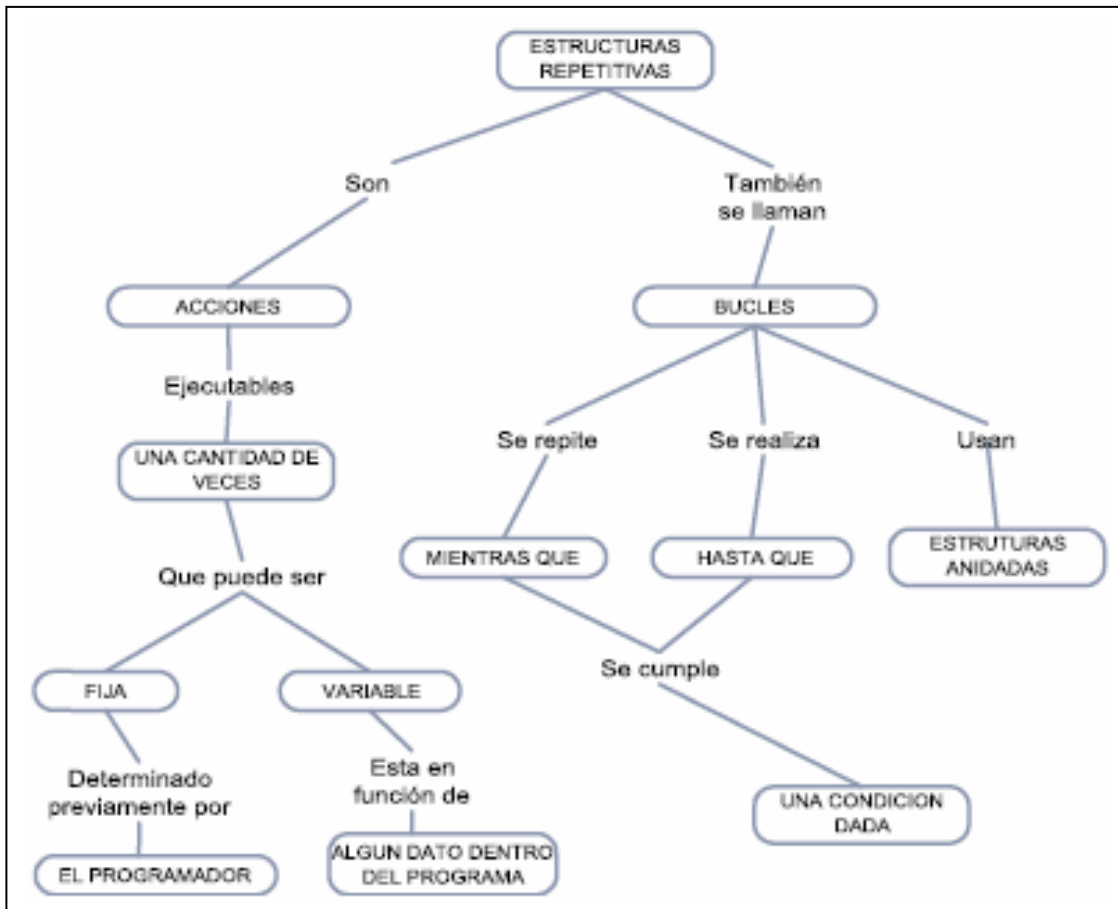 ESTRUCTURAS
REPETITIVAS
Son
También
se llaman
ACCIONES
BUCLES
Ejecutables
Se repite
Se realiza
Usan
UNA CANTIDAD DE
VECES
MIENTRAS QUE
HASTA QUE
ESTRUTURAS
ANIDADAS
Que puede ser
Se cumple
FIJA
VARIABLE
Determinado
previamente por
Esta en
función de
UNA CONDICION
DADA
EL PROGRAMADOR
ALGUN DATO DENTRO
DEL PROGRAMA